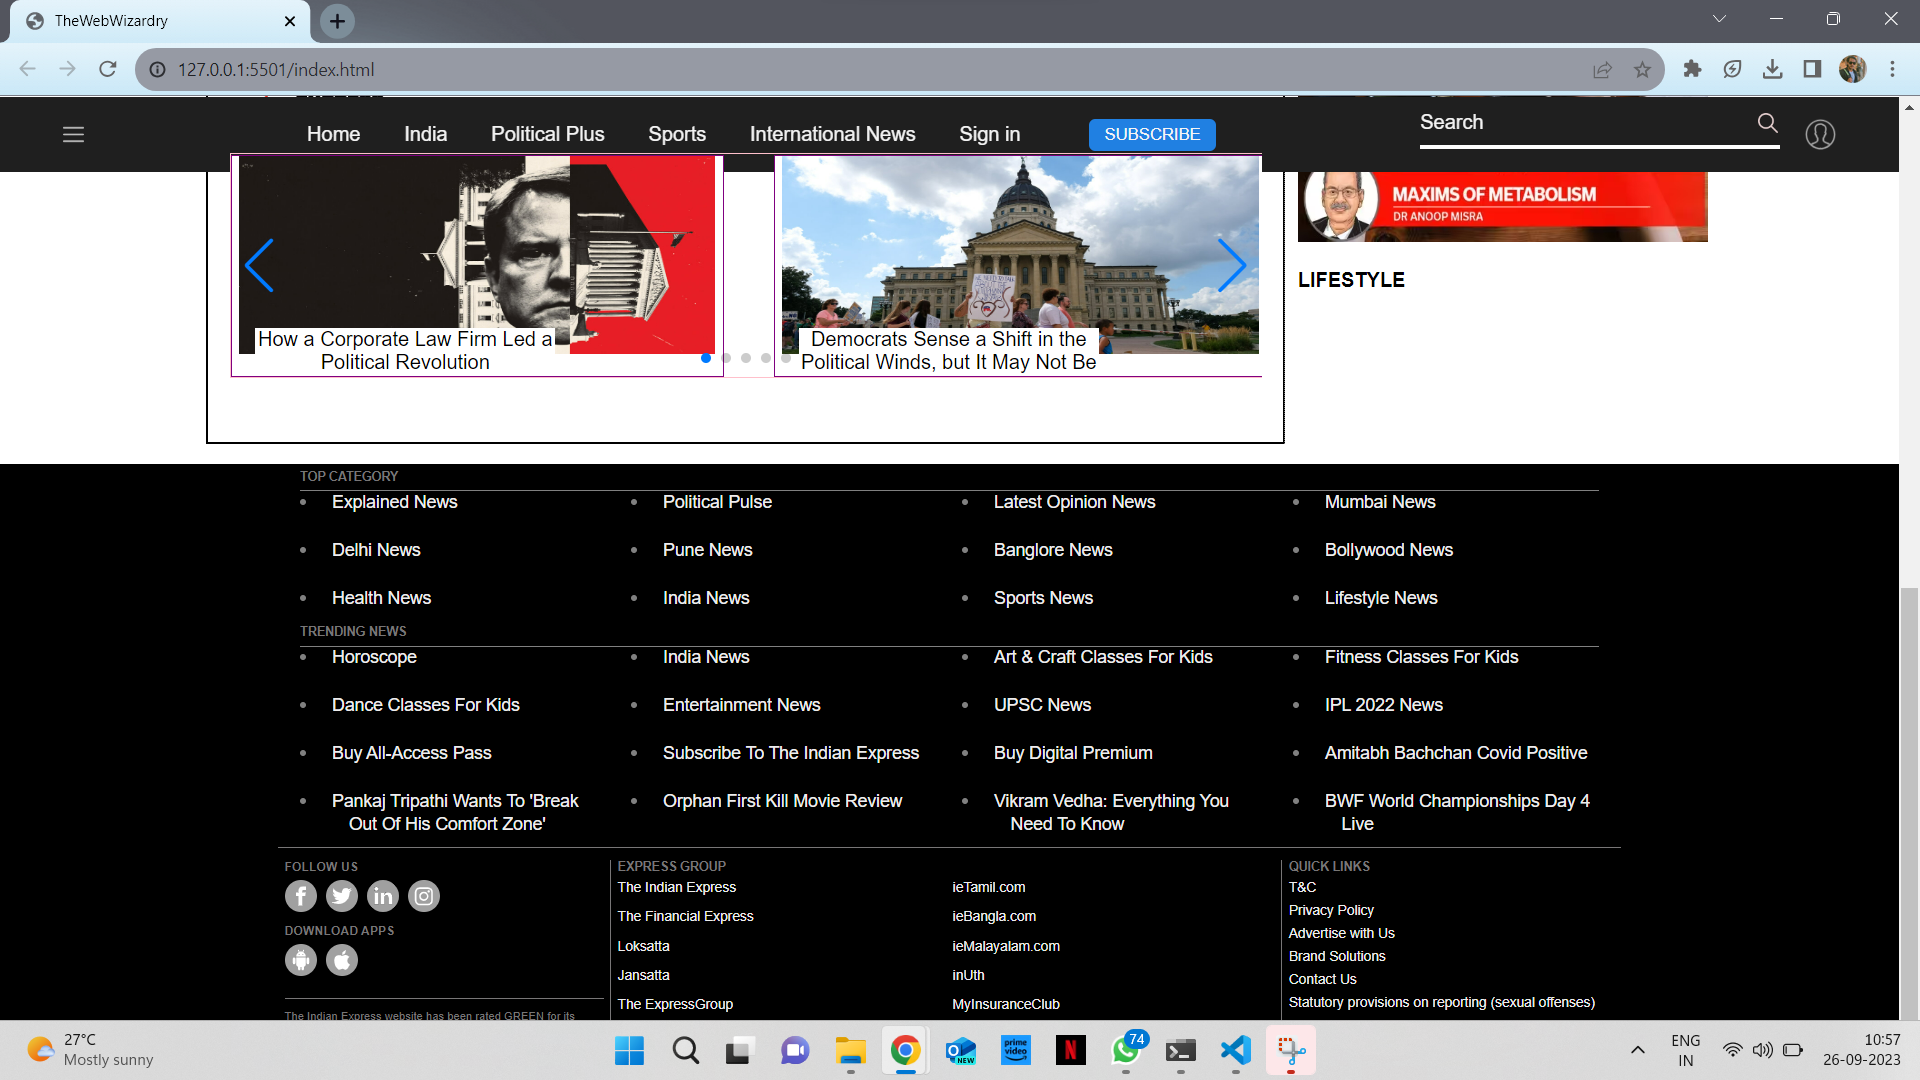 TheWebWizardry
127.0.0.1:5501/index.html
Home India Political Plus Sports International News Sign in SUBSCRIBE Search
MAXIMS OF METABOLISM
DR ANOOP MISRA
LIFESTYLE
How a Corporate Law Firm Led a
Political Revolution
Democrats Sense a Shift in the
Political Winds, but It May Not Be
TOP CATEGORY
Explained News Political Pulse Latest Opinion News Mumbai News
Delhi News Pune News Banglore News Bollywood News
Health News India News Sports News Lifestyle News
TRENDING NEWS
Horoscope India News Art & Craft Classes For Kids Fitness Classes For Kids
Dance Classes For Kids Entertainment News UPSC News IPL 2022 News
Buy All-Access Pass Subscribe To The Indian Express Buy Digital Premium Amitabh Bachchan Covid Positive
Pankaj Tripathi Wants To 'Break
Out Of His Comfort Zone'
Orphan First Kill Movie Review
Vikram Vedha: Everything You
Need To Know
BWF World Championships Day 4
Live
FOLLOW US
DOWNLOAD APPS
The Indian Express website has been rated GREEN for its
EXPRESS GROUP
The Indian Express
The Financial Express
Loksatta
Jansatta
The ExpressGroup
ieTamil.com
ieBangla.com
ieMalayalam.com
inUth
MyInsuranceClub
QUICK LINKS
T&C
Privacy Policy
Advertise with Us
Brand Solutions
Contact Us
Statutory provisions on reporting (sexual offenses)
27°C
Mostly sunny
NEW
prime video
N
74
ENG
IN
10:57
26-09-2023